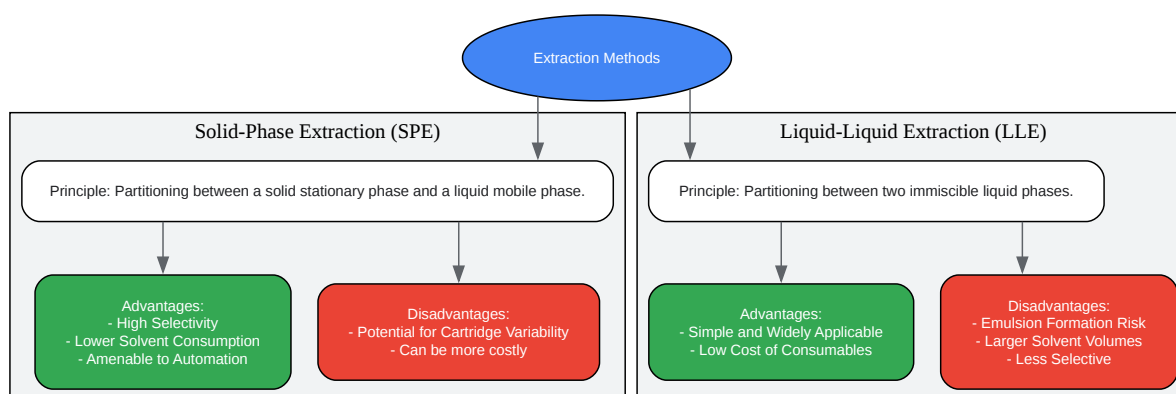 Extraction Methods
Solid-Phase Extraction (SPE)
Principle: Partitioning between a solid stationary phase and a liquid mobile phase.
Advantages:
- High Selectivity
- Lower Solvent Consumption
- Amenable to Automation
Disadvantages:
- Potential for Cartridge Variability
- Can be more costly
Liquid-Liquid Extraction (LLE)
Principle: Partitioning between two immiscible liquid phases.
Advantages:
- Simple and Widely Applicable
- Low Cost of Consumables
Disadvantages:
- Emulsion Formation Risk
- Larger Solvent Volumes
- Less Selective